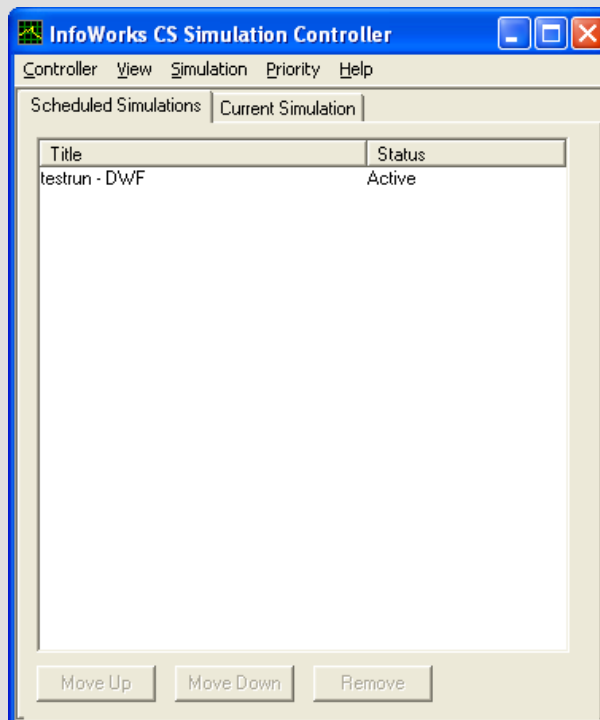 InfoWorks CS Simulation Controller
Controller View Simulation Priority Help
Scheduled Simulations Current Simulation
Title Status
testrun - DWF Active
Move Up Move Down Remove